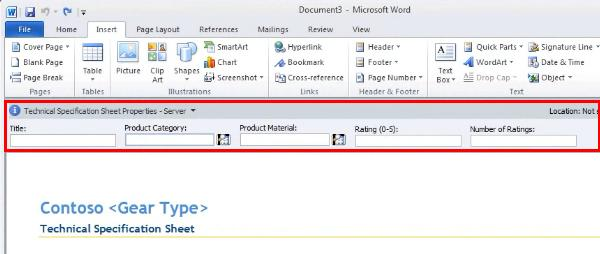 Document3 - Microsoft Word
File Home Insert Page Layout References Mailings Review View
Cover Page
Blank Page
Page Break
Pages
Table
Tables
Picture
Clip Art
Shapes
SmartArt
Chart
Screenshot
Illustrations
Hyperlink
Bookmark
Cross-reference
Links
Header
Footer
Page Number
Header & Footer
Text Box
Quick Parts
WordArt
Drop Cap
Signature Line
Date & Time
Object
Text
Technical Specification Sheet Properties - Server
Location: Not
Title: Product Category: Product Material: Rating (0-5): Number of Ratings:
Contoso <Gear Type>
Technical Specification Sheet